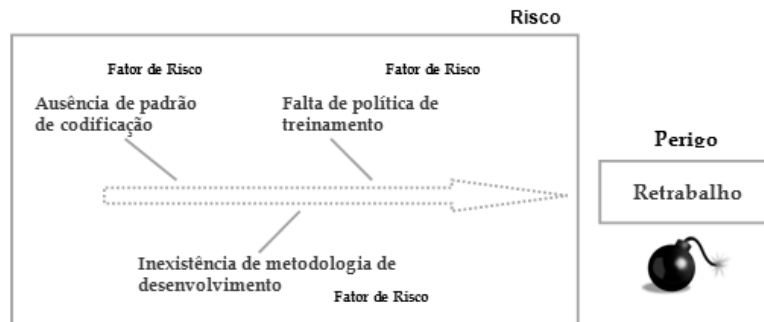 Risco
Fator de Risco
Fator de Risco
Ausência de padrão
de codificação
Falta de política de
treinamento
Perigo
Retrabalho
Inexistência de metodologia de
desenvolvimento
Fator de Risco